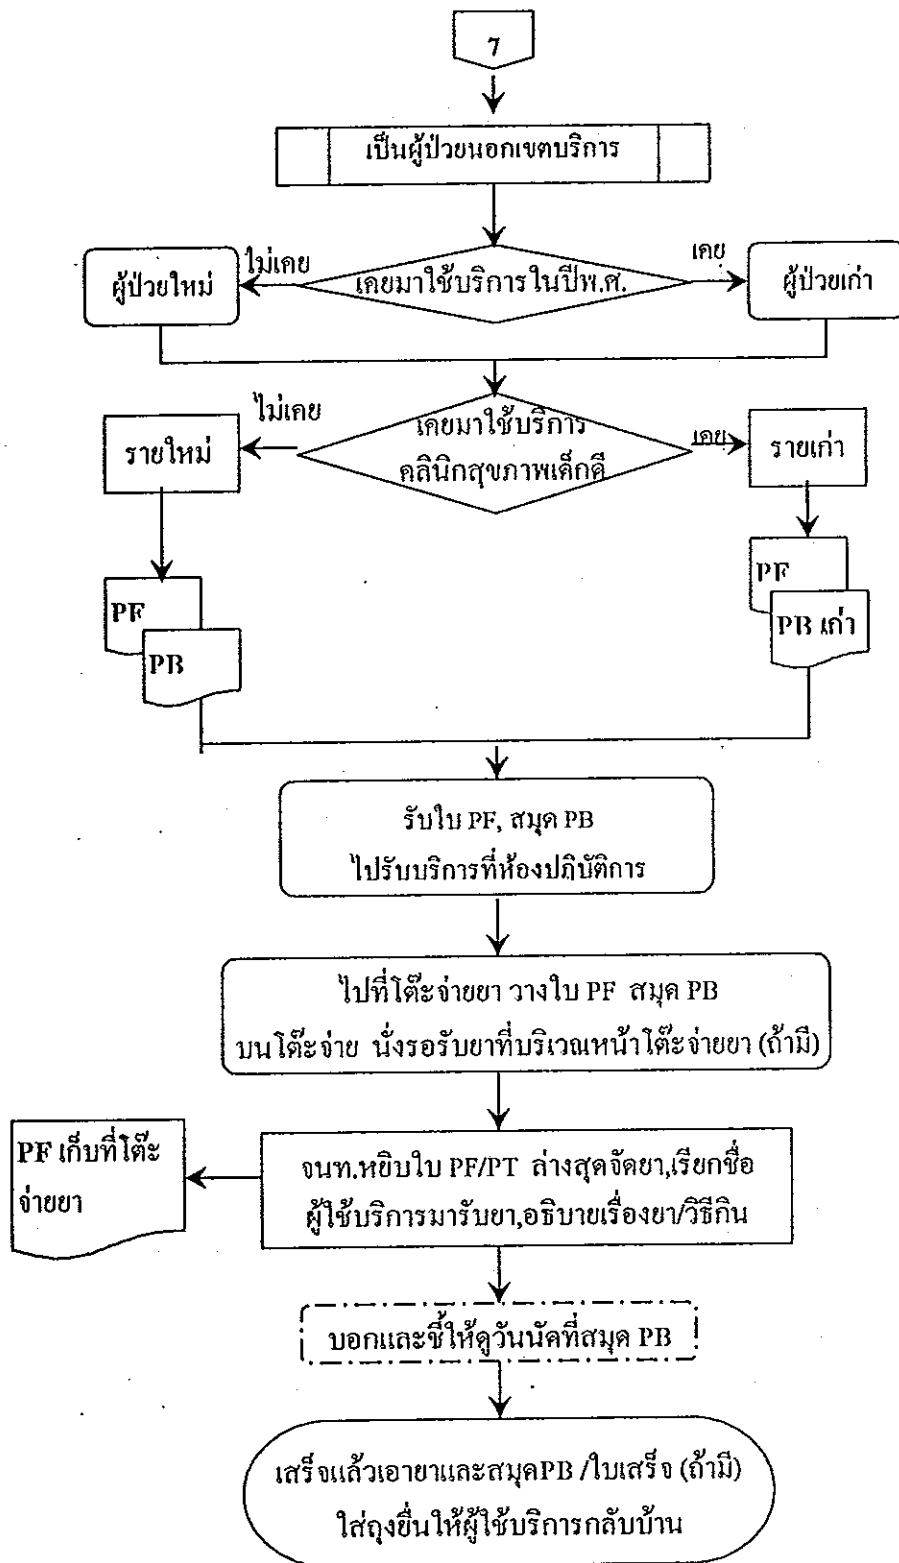 7
เป็นผู้ป่วยนอกเขตบริการ
ไม่เคย
เคย
ผู้ป่วยใหม่
เคยมาใช้บริการในปีพ.ศ.
ผู้ป่วยเก่า
ไม่เคย
เคย
รายใหม่
เคยมาใช้บริการ
คลินิกสุขภาพเด็กดี
รายเก่า
PF
PB
PF
PB เก่า
รับใบ PF, สมุด PB
ไปรับบริการที่ห้องปฏิบัติการ
ไปที่โต๊ะจ่ายยา วางใบ PF สมุด PB
บนโต๊ะจ่าย นั่งรอรับยาที่บริเวณหน้าโต๊ะจ่ายยา (ถ้ามี)
PF เก็บที่โต๊ะ
จ่ายยา
จนท.หยิบใบ PF/PT ล่างสุดจัดยา,เรียกชื่อ
ผู้ใช้บริการมารับยา,อธิบายเรื่องยา/วิธีกิน
บอกและชี้ให้ดูวันนัดที่สมุด PB
เสร็จแล้วเอายาและสมุดPB /ใบเสร็จ (ถ้ามี)
ใส่ถุงยื่นให้ผู้ใช้บริการกลับบ้าน